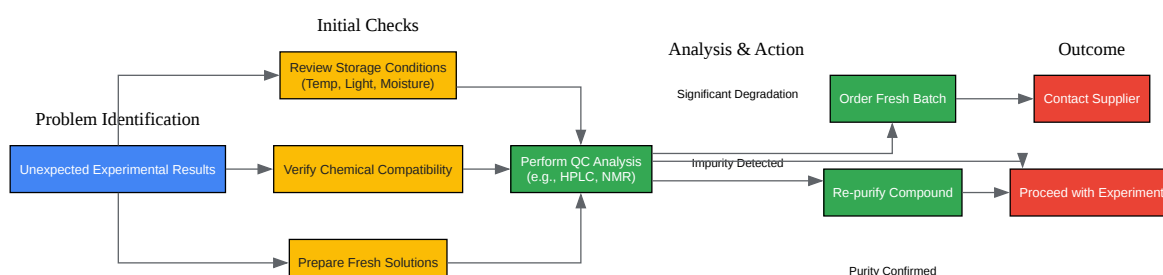 Initial Checks
Analysis & Action
Outcome
Problem Identification
Review Storage Conditions
(Temp, Light, Moisture)
Significant Degradation
Order Fresh Batch
Contact Supplier
Unexpected Experimental Results
Verify Chemical Compatibility
Perform QC Analysis
(e.g., HPLC, NMR)
Impurity Detected
Re-purify Compound
Proceed with Experiment
Prepare Fresh Solutions
Purity Confirmed